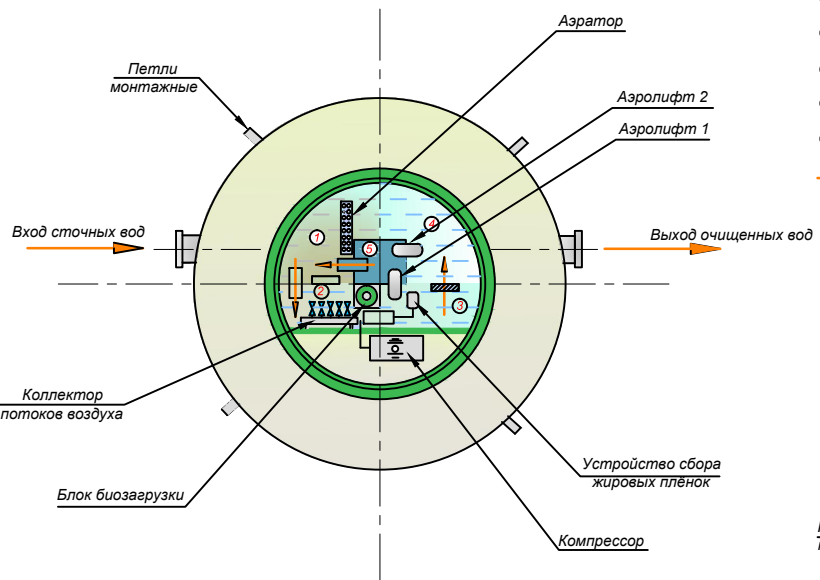 Аэратор
Петли
монтажные
Аэролифт 2
Аэролифт 1
Вход сточных вод
Выход очищенных вод
1
4
5
2
3
Коллектор
потоков воздуха
Устройство сбора
жировых плёнок
Блок биозагрузки
Компрессор